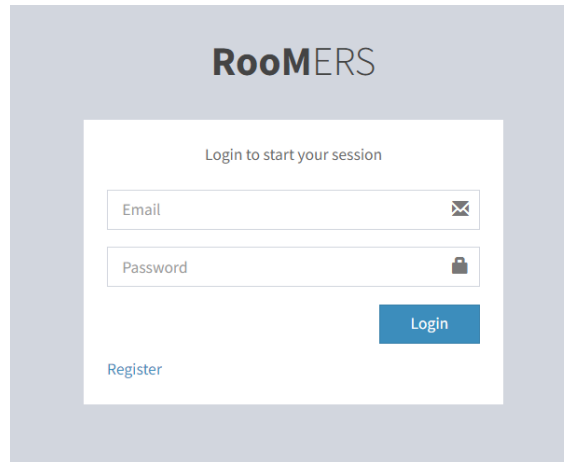 RooMERS
Login to start your session
Email
Password
Login
Register